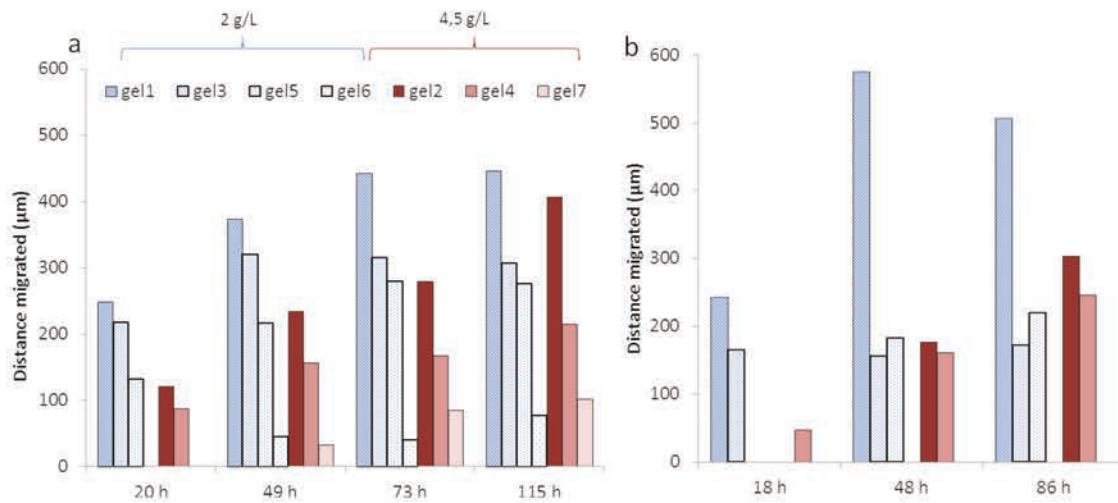 2 g/L 4,5 g/L
a
600
gel1 gel3 gel5 gel6 gel2 gel4 gel7
500
400
300
200
100
0
Distance migrated (µm)
20 h 49 h 73 h 115 h
b
600
500
400
300
200
100
0
Distance migrated (µm)
18 h 48 h 86 h